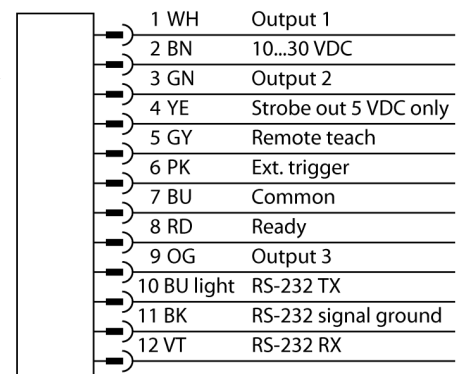 1 WH Output 1
2 BN 10...30 VDC
3 GN Output 2
4 YE Strobe out 5 VDC only
5 GY Remote teach
6 PK Ext. trigger
7 BU Common
8 RD Ready
9 OG Output 3
10 BU light RS-232 TX
11 BK RS-232 signal ground
12 VT RS-232 RX